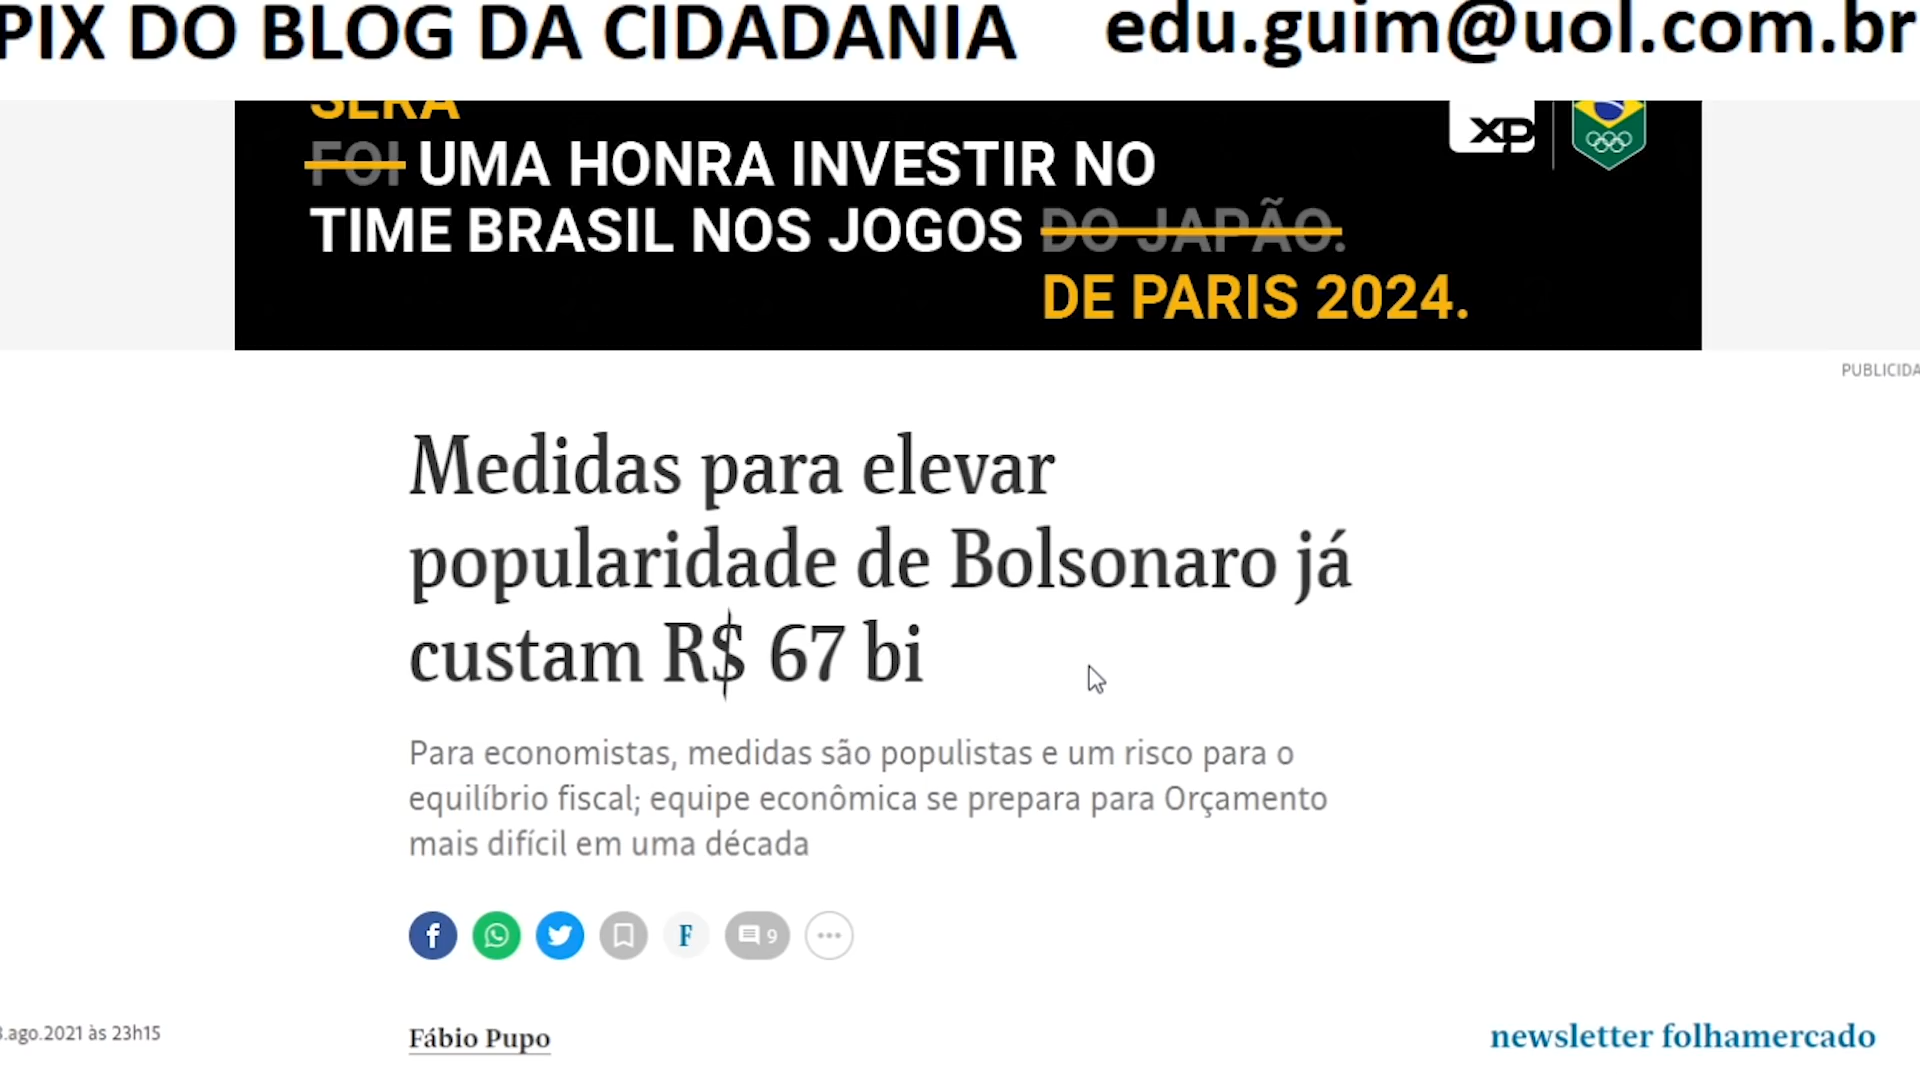 PIX DO BLOG DA CIDADANIA edu.guim@uol.com.br
SERÁ
FOI UMA HONRA INVESTIR NO
TIME BRASIL NOS JOGOS DO JAPÃO.
DE PARIS 2024.
XP
PUBLICIDA
Medidas para elevar
popularidade de Bolsonaro já
custam R$ 67 bi
Para economistas, medidas são populistas e um risco para o
equilíbrio fiscal; equipe econômica se prepara para Orçamento
mais difícil em uma década
F 9
.ago.2021 às 23h15
Fábio Pupo
newsletter folhamercado